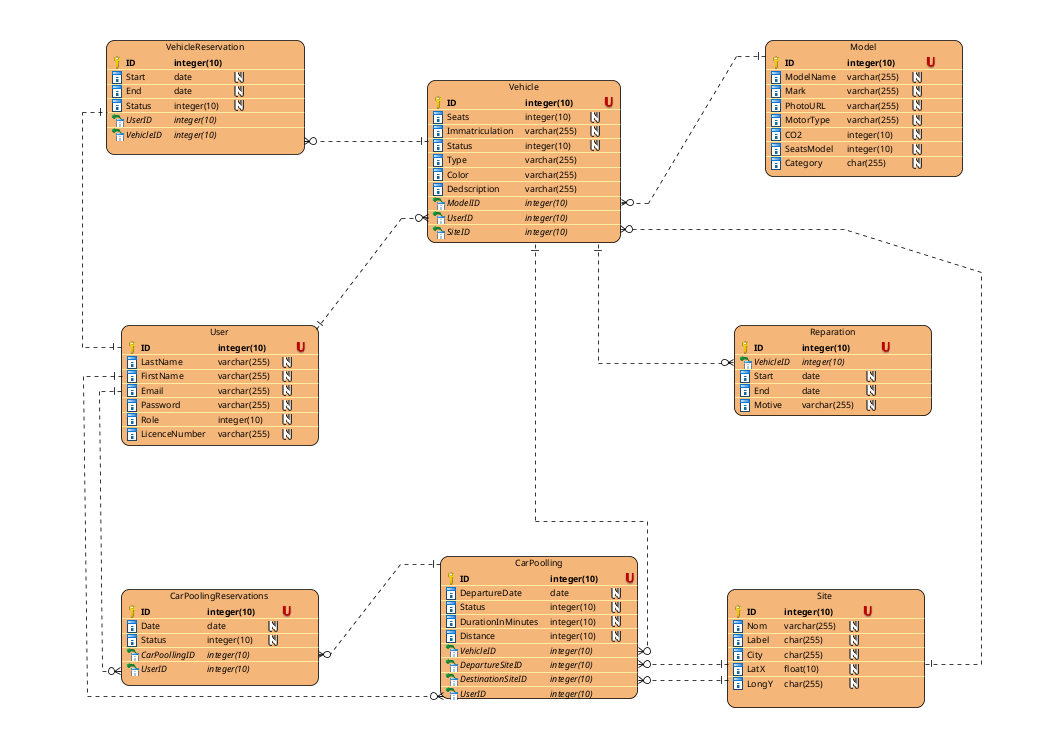 VehicleReservation
ID integer(10)
Start date N
End date N
Status integer(10) N
UserID integer(10)
VehicleID integer(10)
Vehicle
ID integer(10) U
Seats integer(10) N
Immatriculation varchar(255) N
Status integer(10) N
Type varchar(255)
Color varchar(255)
Dedscription varchar(255)
ModelID integer(10)
UserID integer(10)
SiteID integer(10)
Model
ID integer(10) U
ModelName varchar(255) N
Mark varchar(255) N
PhotoURL varchar(255) N
MotorType varchar(255) N
CO2 integer(10) N
SeatsModel integer(10) N
Category char(255) N
User
ID integer(10) U
LastName varchar(255) N
FirstName varchar(255) N
Email varchar(255) N
Password varchar(255) N
Role integer(10) N
LicenceNumber varchar(255) N
Reparation
ID integer(10) U
VehicleID integer(10)
Start date N
End date N
Motive varchar(255) N
CarPoolingReservations
ID integer(10) U
Date date N
Status integer(10) N
CarPoollingID integer(10)
UserID integer(10)
CarPoolling
ID integer(10) U
DepartureDate date N
Status integer(10) N
DurationInMinutes integer(10) N
Distance integer(10) N
VehicleID integer(10)
DepartureSiteID integer(10)
DestinationSiteID integer(10)
UserID integer(10)
Site
ID integer(10) U
Nom varchar(255) N
Label char(255) N
City char(255) N
LatX float(10) N
LongY char(255) N